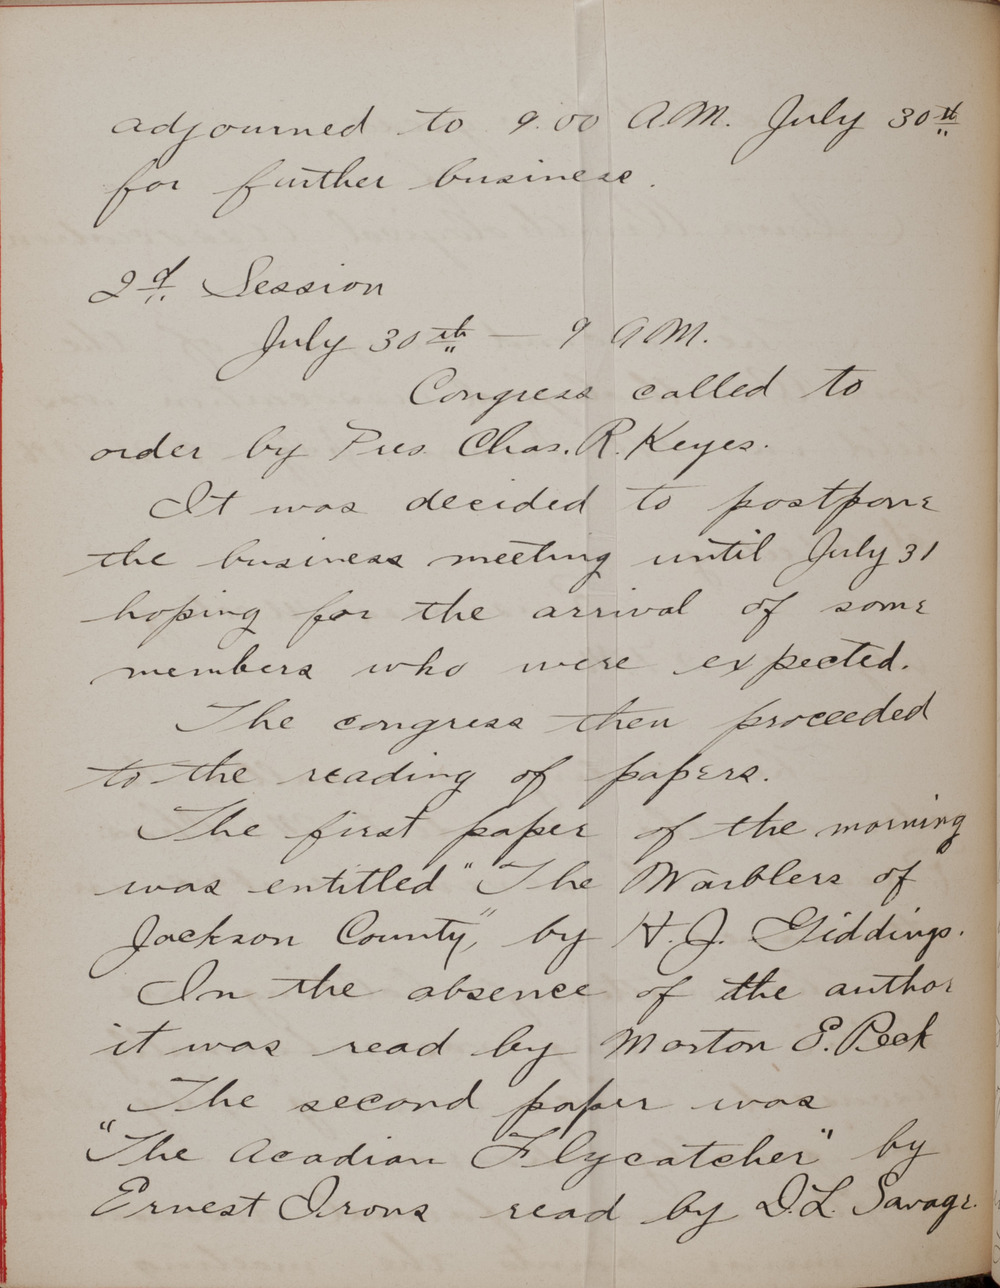 adjourned to 9.00 A.M. July 30th
for further business.
2d Session
July 30th — 9 A M.
Congress called to
order by Pres. Chas. R. Keyes.
It was decided to postpone
the business meeting until July 31
hoping for the arrival of some
members who were expected.
The congress then proceeded
to the reading of papers.
The first paper of the morning
was entitled "The Warblers of
Jackson County," by H. J. Giddings.
In the absence of the author
it was read by Morton E. Peck
The second paper was
"The Acadian Flycatcher" by
Ernest Irons read by D. L. Savage.